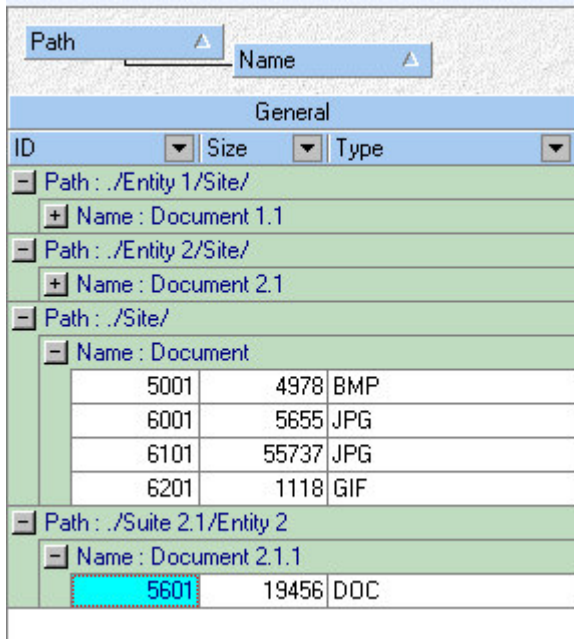 Path
Name
General
ID Size Type
Path : ./Entity 1/Site/
Name : Document 1.1
Path : ./Entity 2/Site/
Name : Document 2.1
Path : ./Site/
Name : Document
5001 4978 BMP
6001 5655 JPG
6101 55737 JPG
6201 1118 GIF
Path : ./Suite 2.1/Entity 2
Name : Document 2.1.1
5601 19456 DOC